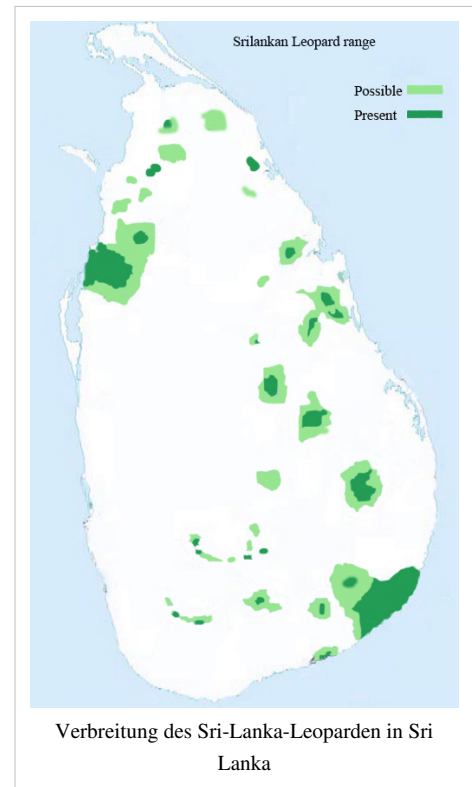 Srilankan Leopard range
Possible
Present
Verbreitung des Sri-Lanka-Leoparden in Sri
Lanka